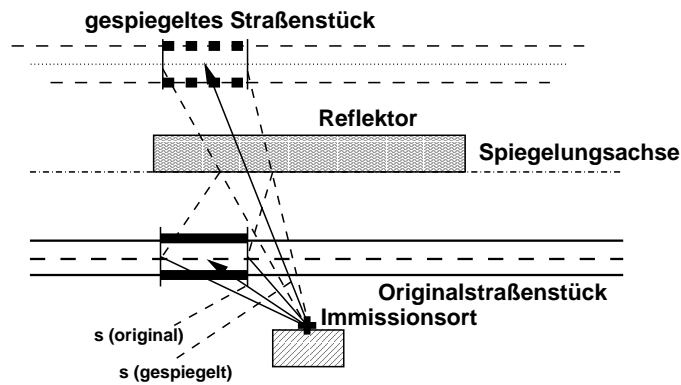 gespiegeltes Straßenstück
Reflektor
Spiegelungsachse
Originalstraßenstück
Immissionsort
s (original)
s (gespiegelt)